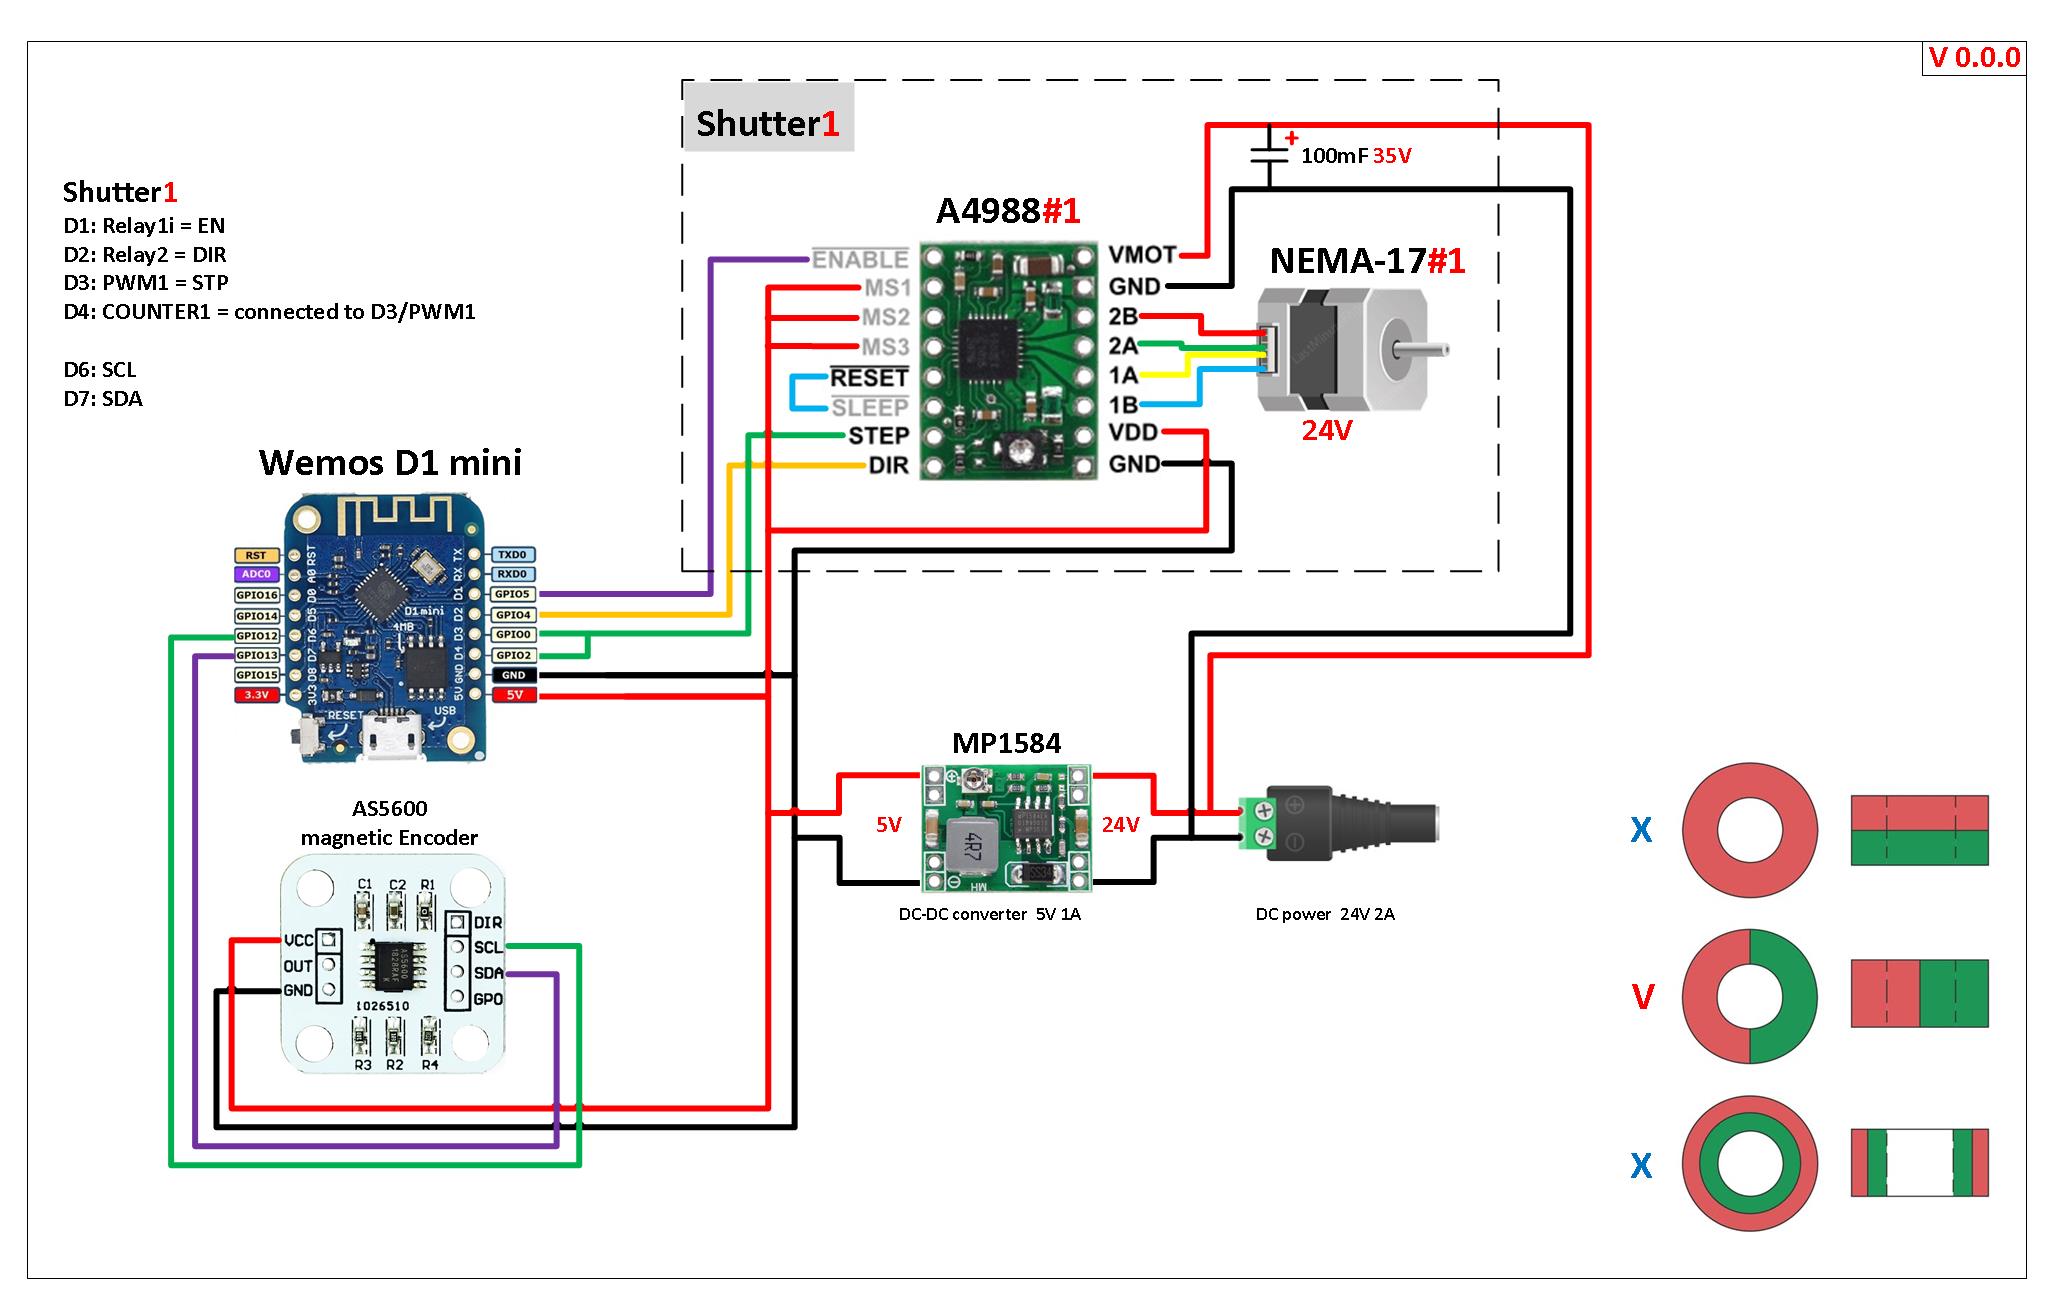 V 0.0.0
Shutter1
100mF 35V
Shutter1
D1: Relay1i = EN
D2: Relay2 = DIR
D3: PWM1 = STP
D4: COUNTER1 = connected to D3/PWM1
D6: SCL
D7: SDA
A4988#1
ENABLE
MS1
MS2
MS3
RESET
SLEEP
STEP
DIR
VMOT
GND
2B
2A
1A
1B
VDD
GND
NEMA-17#1
24V
Wemos D1 mini
RST
ADC0
GPIO16
GPIO14
GPIO12
GPIO13
GPIO15
3.3V
RST
A0
D0
D5
D6
D7
D8
3V3
D1 mini
4MB
RESET
USB
TX
RX
D1
D2
D3
D4
GND
5V
TXD0
RXD0
GPIO5
GPIO4
GPIO0
GPIO2
GND
5V
MP1584
5V
4R7
MH
24V
DC-DC converter 5V 1A
DC power 24V 2A
AS5600
magnetic Encoder
C1 C2 R1
VCC
OUT
GND
DIR
SCL
SDA
GPO
AS5600
1026510
R3 R2 R4
X
V
X